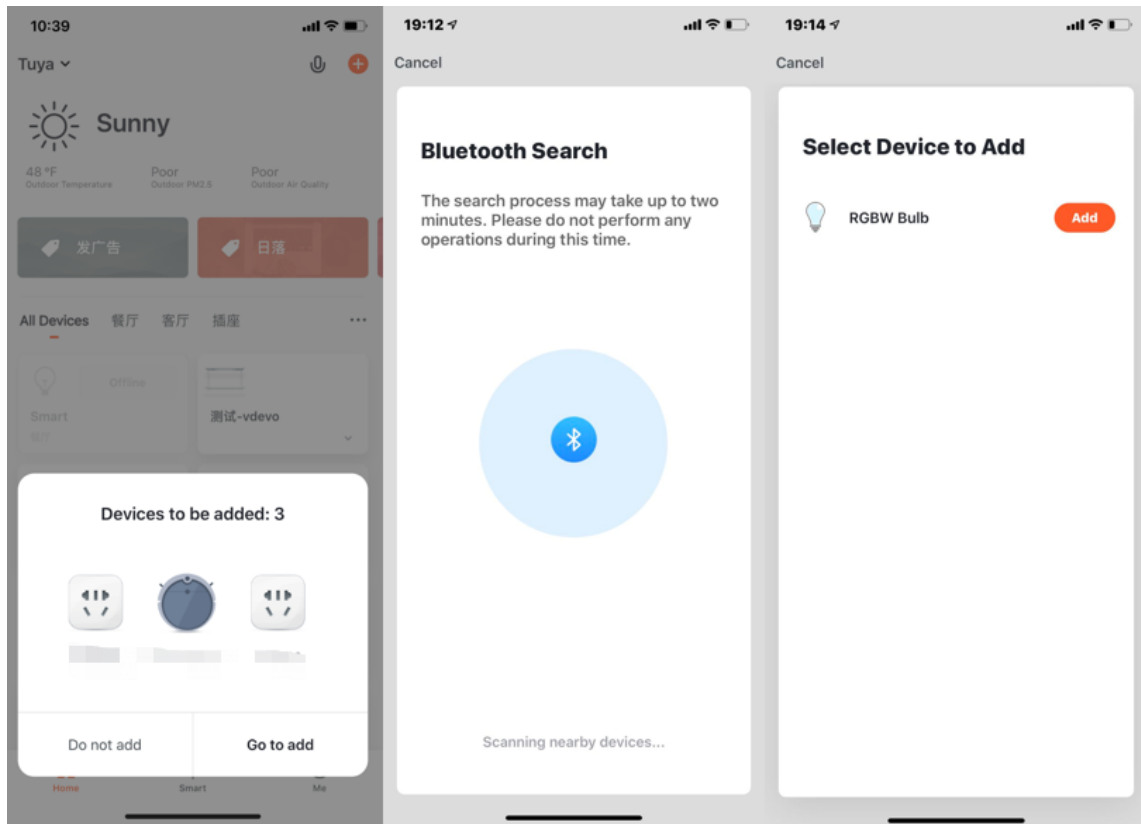 10:39
Tuya
Sunny
48 °F
Outdoor Temperature
Poor
Outdoor PM2.5
Poor
Outdoor Air Quality
发广告
日落
All Devices 餐厅 客厅 插座
Offline
Smart
餐厅
测试-vdevo
Devices to be added: 3
Do not add
Go to add
Home
Smart
Me
19:12
Cancel
Bluetooth Search
The search process may take up to two
minutes. Please do not perform any
operations during this time.
Scanning nearby devices...
19:14
Cancel
Select Device to Add
RGBW Bulb
Add